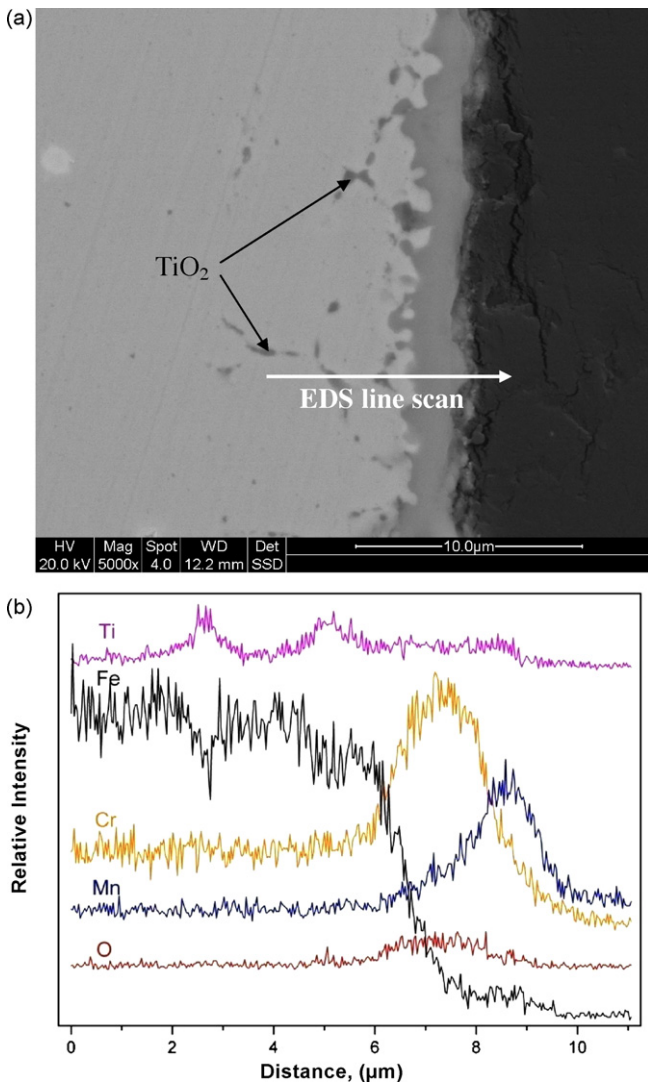 (a)
TiO₂
EDS line scan
HV Mag Spot WD Det
20.0 kV 5000x 4.0 12.2 mm SSD
10.0µm
(b)
Ti
Fe
Cr
Mn
O
Relative Intensity
0 2 4 6 8 10
Distance, (µm)